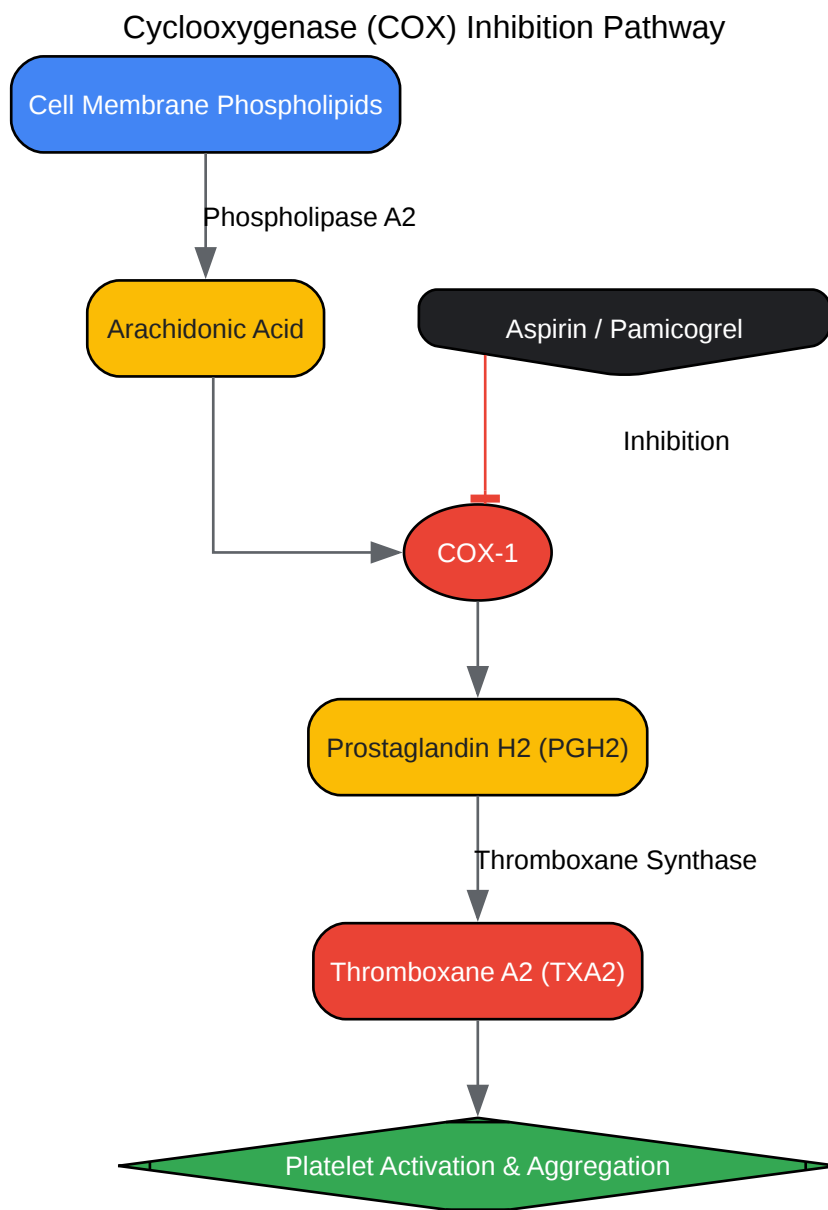 Cyclooxygenase (COX) Inhibition Pathway
Cell Membrane Phospholipids
Phospholipase A2
Arachidonic Acid
Aspirin / Pamicogrel
Inhibition
COX-1
Prostaglandin H2 (PGH2)
Thromboxane Synthase
Thromboxane A2 (TXA2)
Platelet Activation & Aggregation